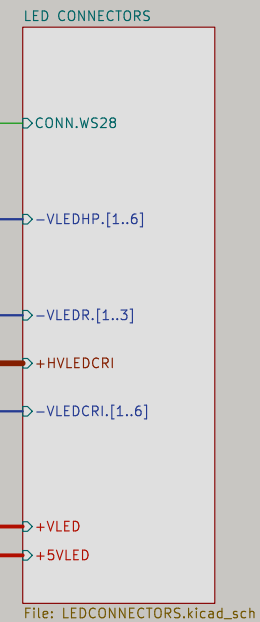 LED CONNECTORS
CONN.WS28
-VLEDHP.[1..6]
-VLEDR.[1..3]
+HVLEDCRI
-VLEDCRI.[1..6]
+VLED
+5VLED
File: LEDCONNECTORS.kicad_sch